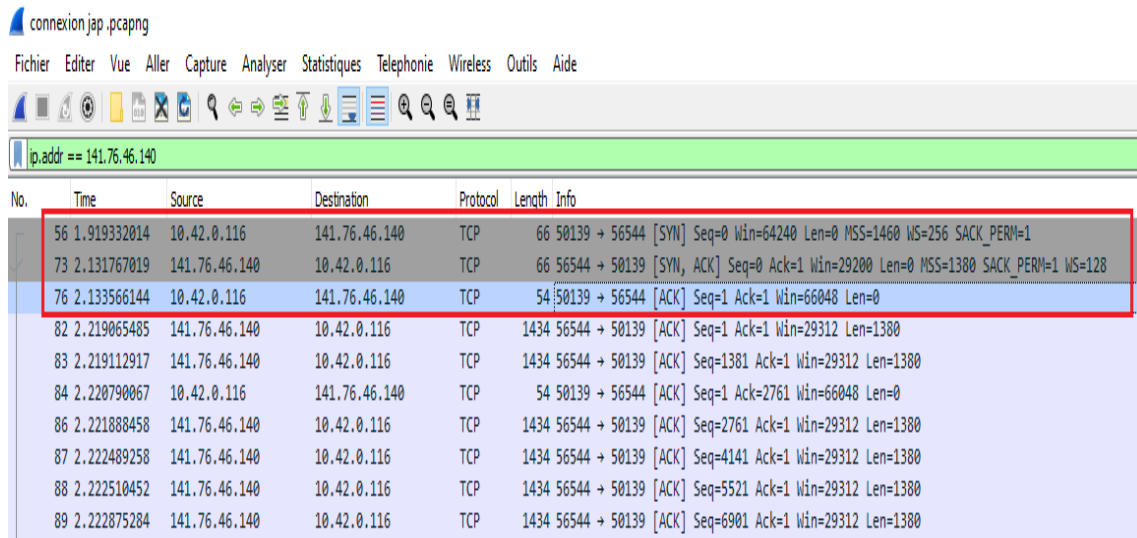 connexion jap .pcapng
Fichier Editer Vue Aller Capture Analyser Statistiques Telephonie Wireless Outils Aide
ip.addr == 141.76.46.140
No. Time Source Destination Protocol Length Info
56 1.919332014 10.42.0.116 141.76.46.140 TCP 66 50139 → 56544 [SYN] Seq=0 Win=64240 Len=0 MSS=1460 WS=256 SACK_PERM=1
73 2.131767019 141.76.46.140 10.42.0.116 TCP 66 56544 → 50139 [SYN, ACK] Seq=0 Ack=1 Win=29200 Len=0 MSS=1380 SACK_PERM=1 WS=128
76 2.133566144 10.42.0.116 141.76.46.140 TCP 54 50139 → 56544 [ACK] Seq=1 Ack=1 Win=66048 Len=0
82 2.219065485 141.76.46.140 10.42.0.116 TCP 1434 56544 → 50139 [ACK] Seq=1 Ack=1 Win=29312 Len=1380
83 2.219112917 141.76.46.140 10.42.0.116 TCP 1434 56544 → 50139 [ACK] Seq=1381 Ack=1 Win=29312 Len=1380
84 2.220790067 10.42.0.116 141.76.46.140 TCP 54 50139 → 56544 [ACK] Seq=1 Ack=2761 Win=66048 Len=0
86 2.221888458 141.76.46.140 10.42.0.116 TCP 1434 56544 → 50139 [ACK] Seq=2761 Ack=1 Win=29312 Len=1380
87 2.222489258 141.76.46.140 10.42.0.116 TCP 1434 56544 → 50139 [ACK] Seq=4141 Ack=1 Win=29312 Len=1380
88 2.222510452 141.76.46.140 10.42.0.116 TCP 1434 56544 → 50139 [ACK] Seq=5521 Ack=1 Win=29312 Len=1380
89 2.222875284 141.76.46.140 10.42.0.116 TCP 1434 56544 → 50139 [ACK] Seq=6901 Ack=1 Win=29312 Len=1380